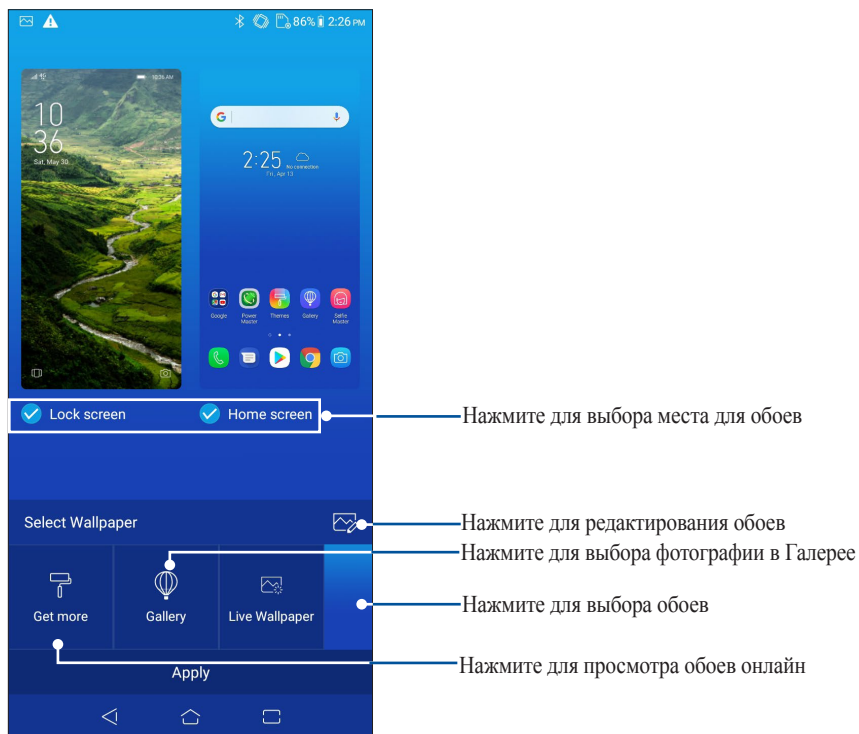 86% 2:26 PM
10:36 AM
10
36
Sat, May 30
G
2:25 No connection
Fri, Apr 13
Google Power Master Themes Gallery Selfie Master
Lock screen Home screen
Нажмите для выбора места для обоев
Select Wallpaper
Нажмите для редактирования обоев
Нажмите для выбора фотографии в Галерее
Get more Gallery Live Wallpaper
Нажмите для выбора обоев
Нажмите для просмотра обоев онлайн
Apply